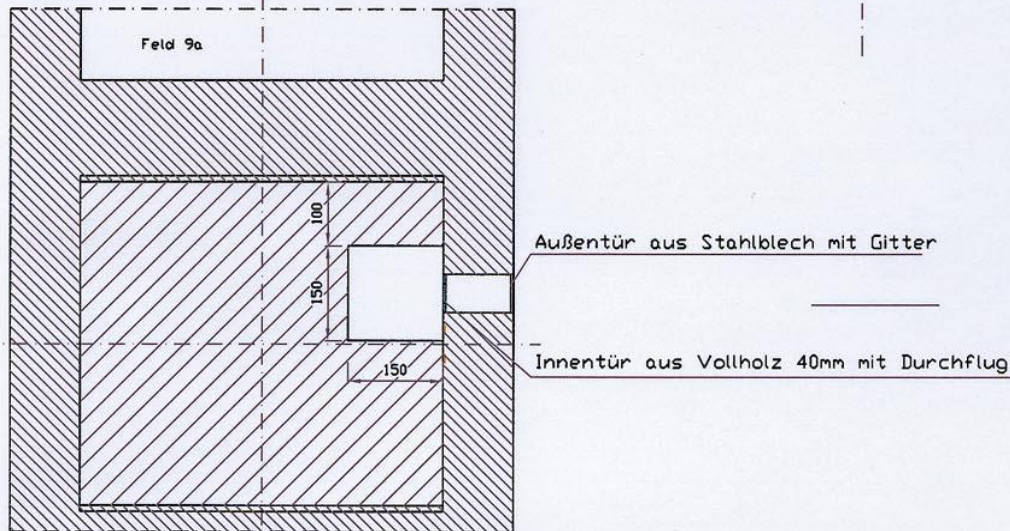 Feld 9a
100
Außentür aus Stahlblech mit Gitter
150
Innentür aus Vollholz 40mm mit Durchflug
150